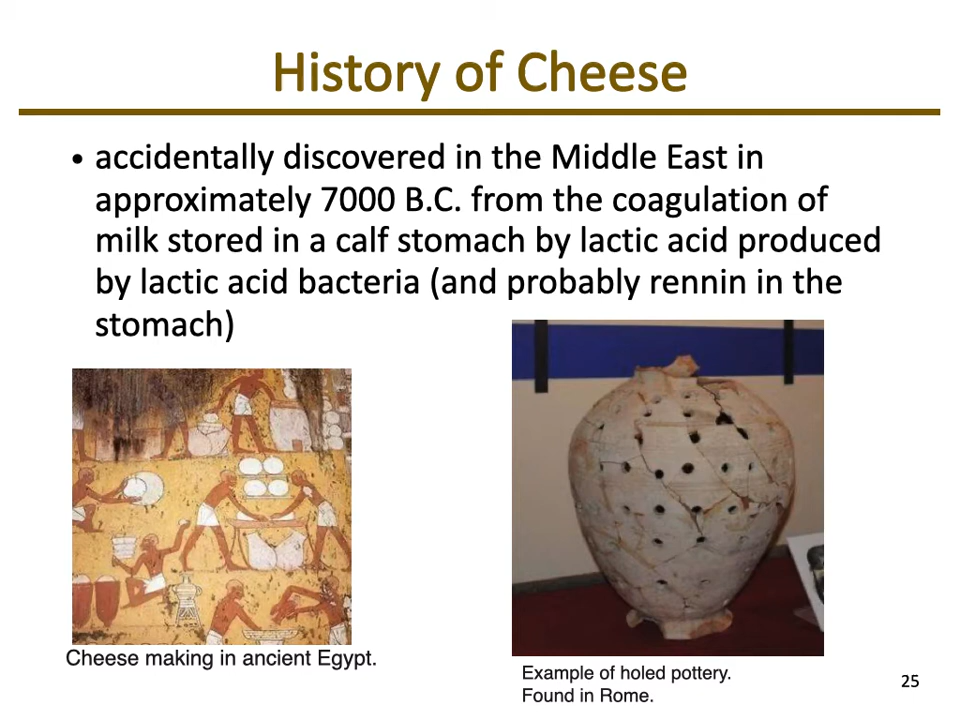 History of Cheese
• accidentally discovered in the Middle East in
approximately 7000 B.C. from the coagulation of
milk stored in a calf stomach by lactic acid produced
by lactic acid bacteria (and probably rennin in the
stomach)
Cheese making in ancient Egypt.
Example of holed pottery.
Found in Rome.
25